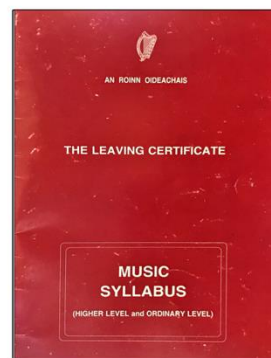 AN ROINN OIDEACHAIS
THE LEAVING CERTIFICATE
MUSIC
SYLLABUS
(HIGHER LEVEL and ORDINARY LEVEL)